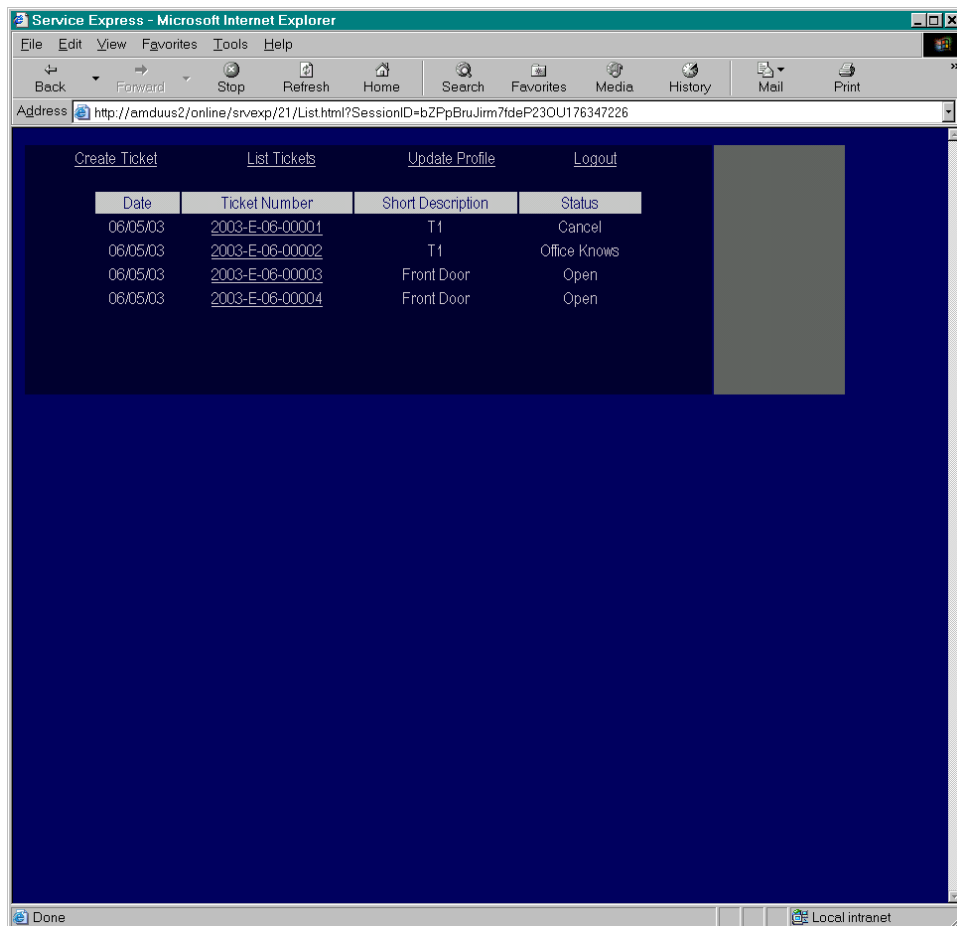 Service Express - Microsoft Internet Explorer
File Edit View Favorites Tools Help
Back Forward Stop Refresh Home Search Favorites Media History Mail Print
Address http://amduus2/online/srvexp/21/List.html?SessionID=bZPpBruJirm7fdeP23OU176347226
Create Ticket List Tickets Update Profile Logout
Date Ticket Number Short Description Status
06/05/03 2003-E-06-00001 T1 Cancel
06/05/03 2003-E-06-00002 T1 Office Knows
06/05/03 2003-E-06-00003 Front Door Open
06/05/03 2003-E-06-00004 Front Door Open
Done Local intranet